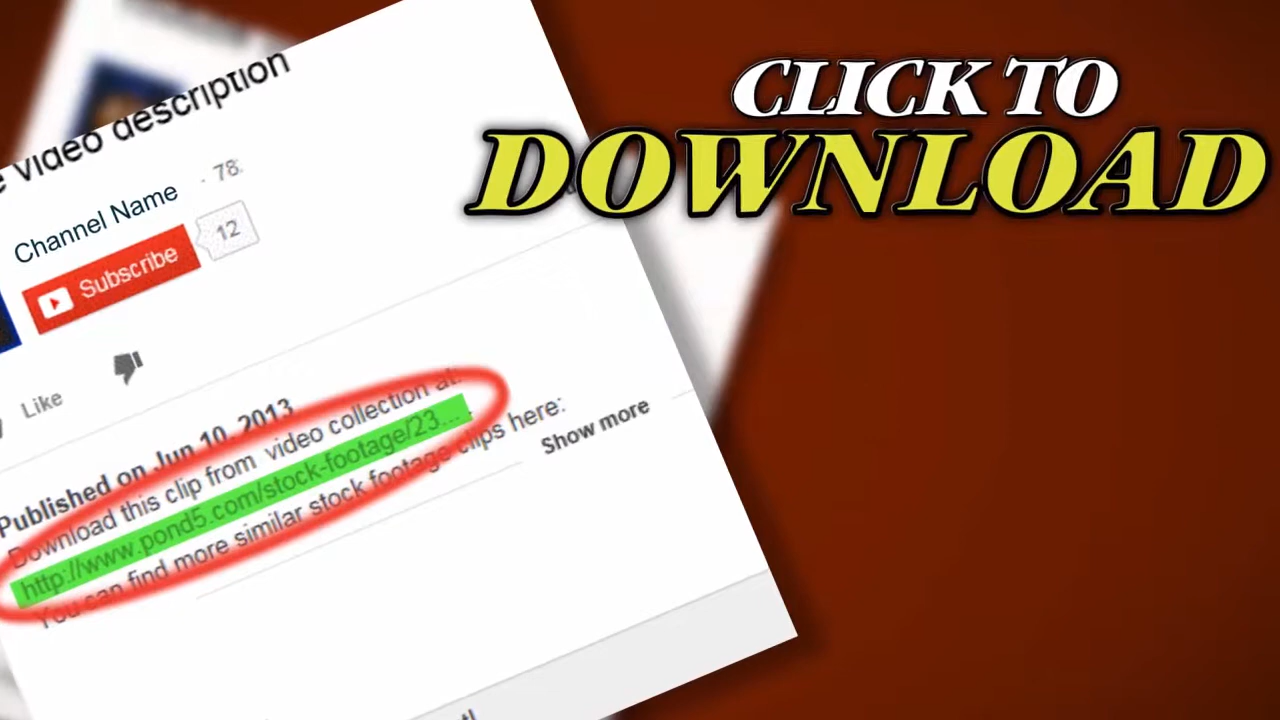 CLICK TO
DOWNLOAD
video description
Channel Name
78
Subscribe
12
Like
Published on Jun 10, 2013
Download this clip from video collection at:
http://www.pond5.com/stock-footage/23...
You can find more similar stock footage clips here:
Show more